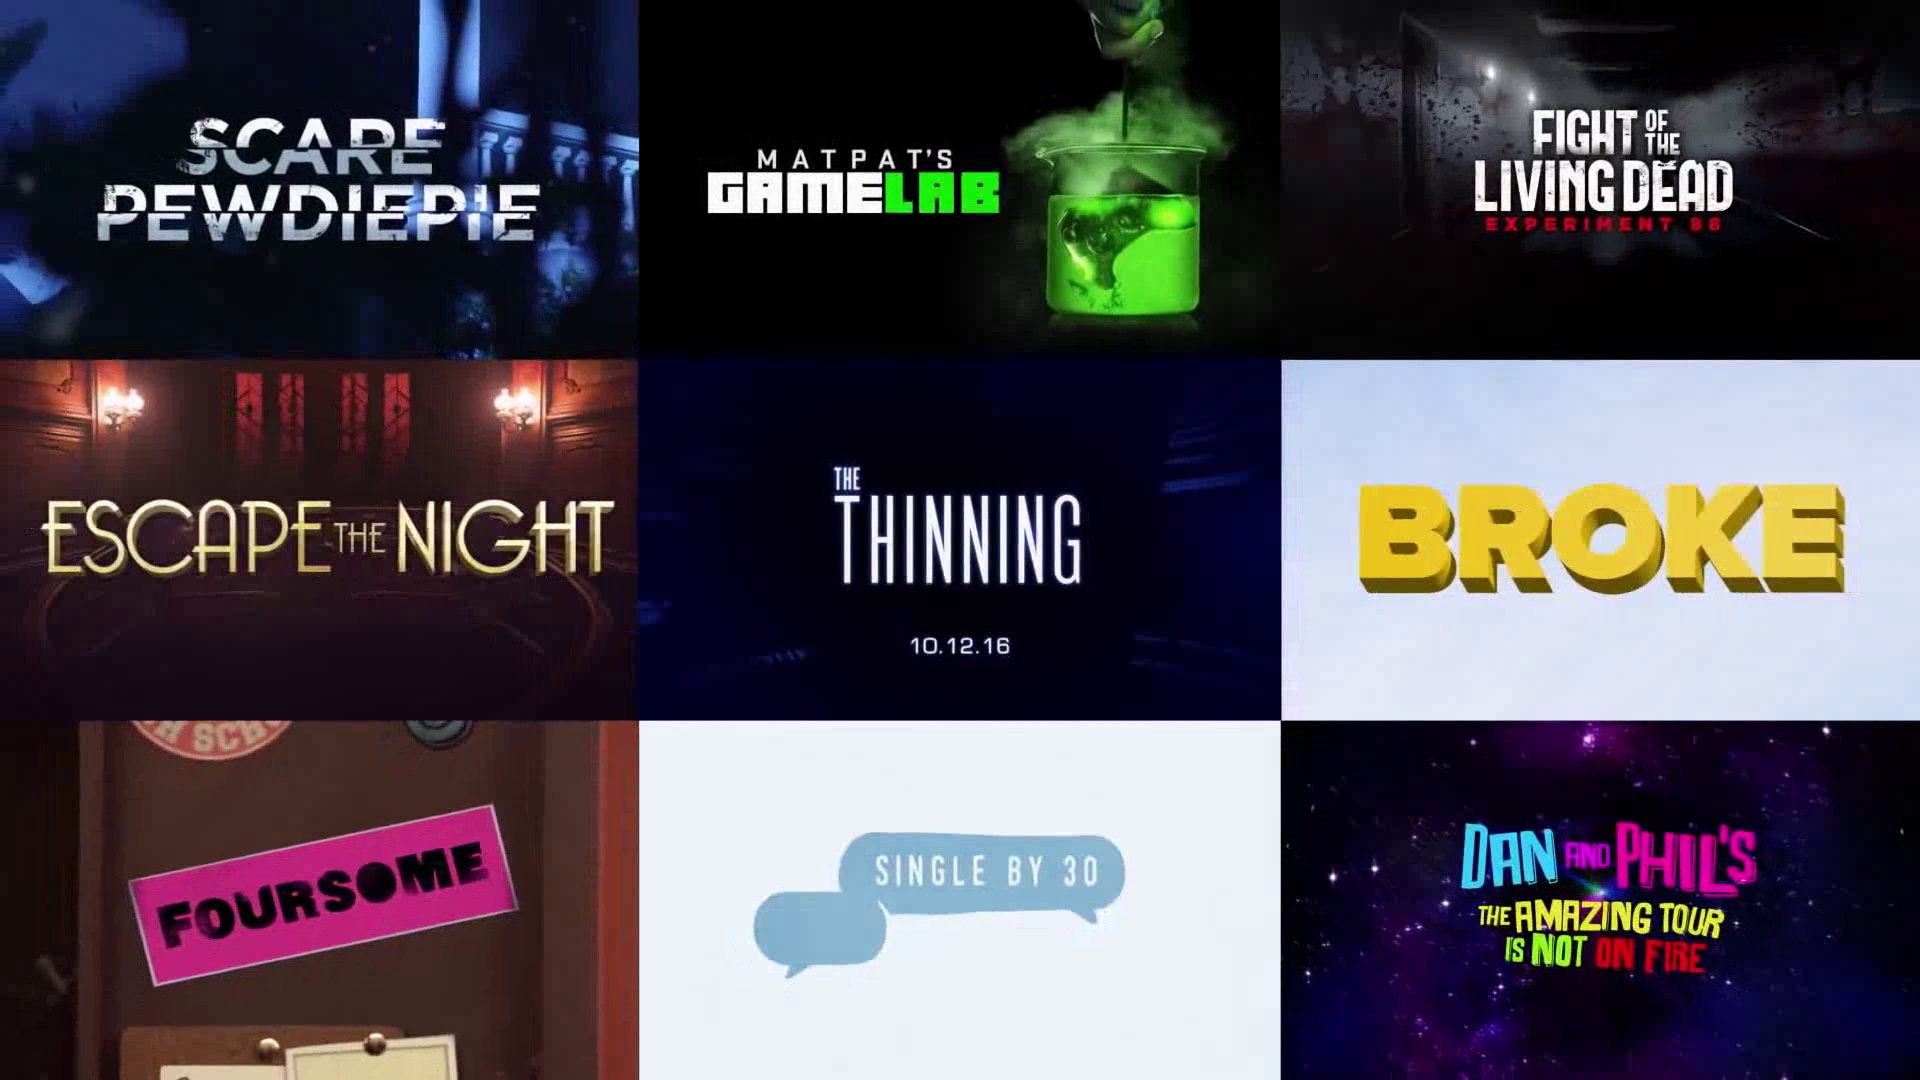 SCARE
PEWDIEPIE
MATPAT'S
GAMELAB
FIGHT OF THE
LIVING DEAD
EXPERIMENT 88
ESCAPE THE NIGHT
THE
THINNING
10.12.16
BROKE
FOURSOME
SINGLE BY 30
DAN AND PHIL'S
THE AMAZING TOUR
IS NOT ON FIRE